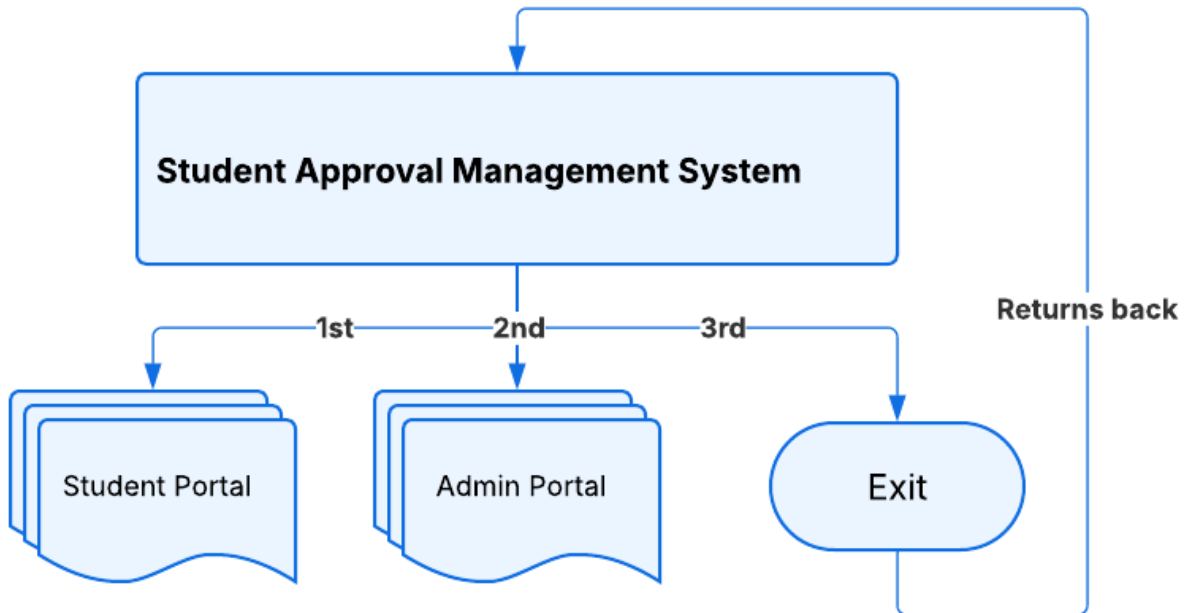 Student Approval Management System
Returns back
1st
2nd
3rd
Student Portal
Admin Portal
Exit